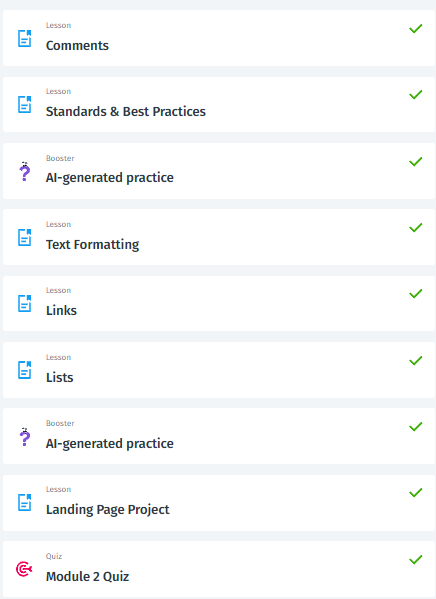 Lesson
Comments
Lesson
Standards & Best Practices
Booster
AI-generated practice
Lesson
Text Formatting
Lesson
Links
Lesson
Lists
Booster
AI-generated practice
Lesson
Landing Page Project
Quiz
Module 2 Quiz